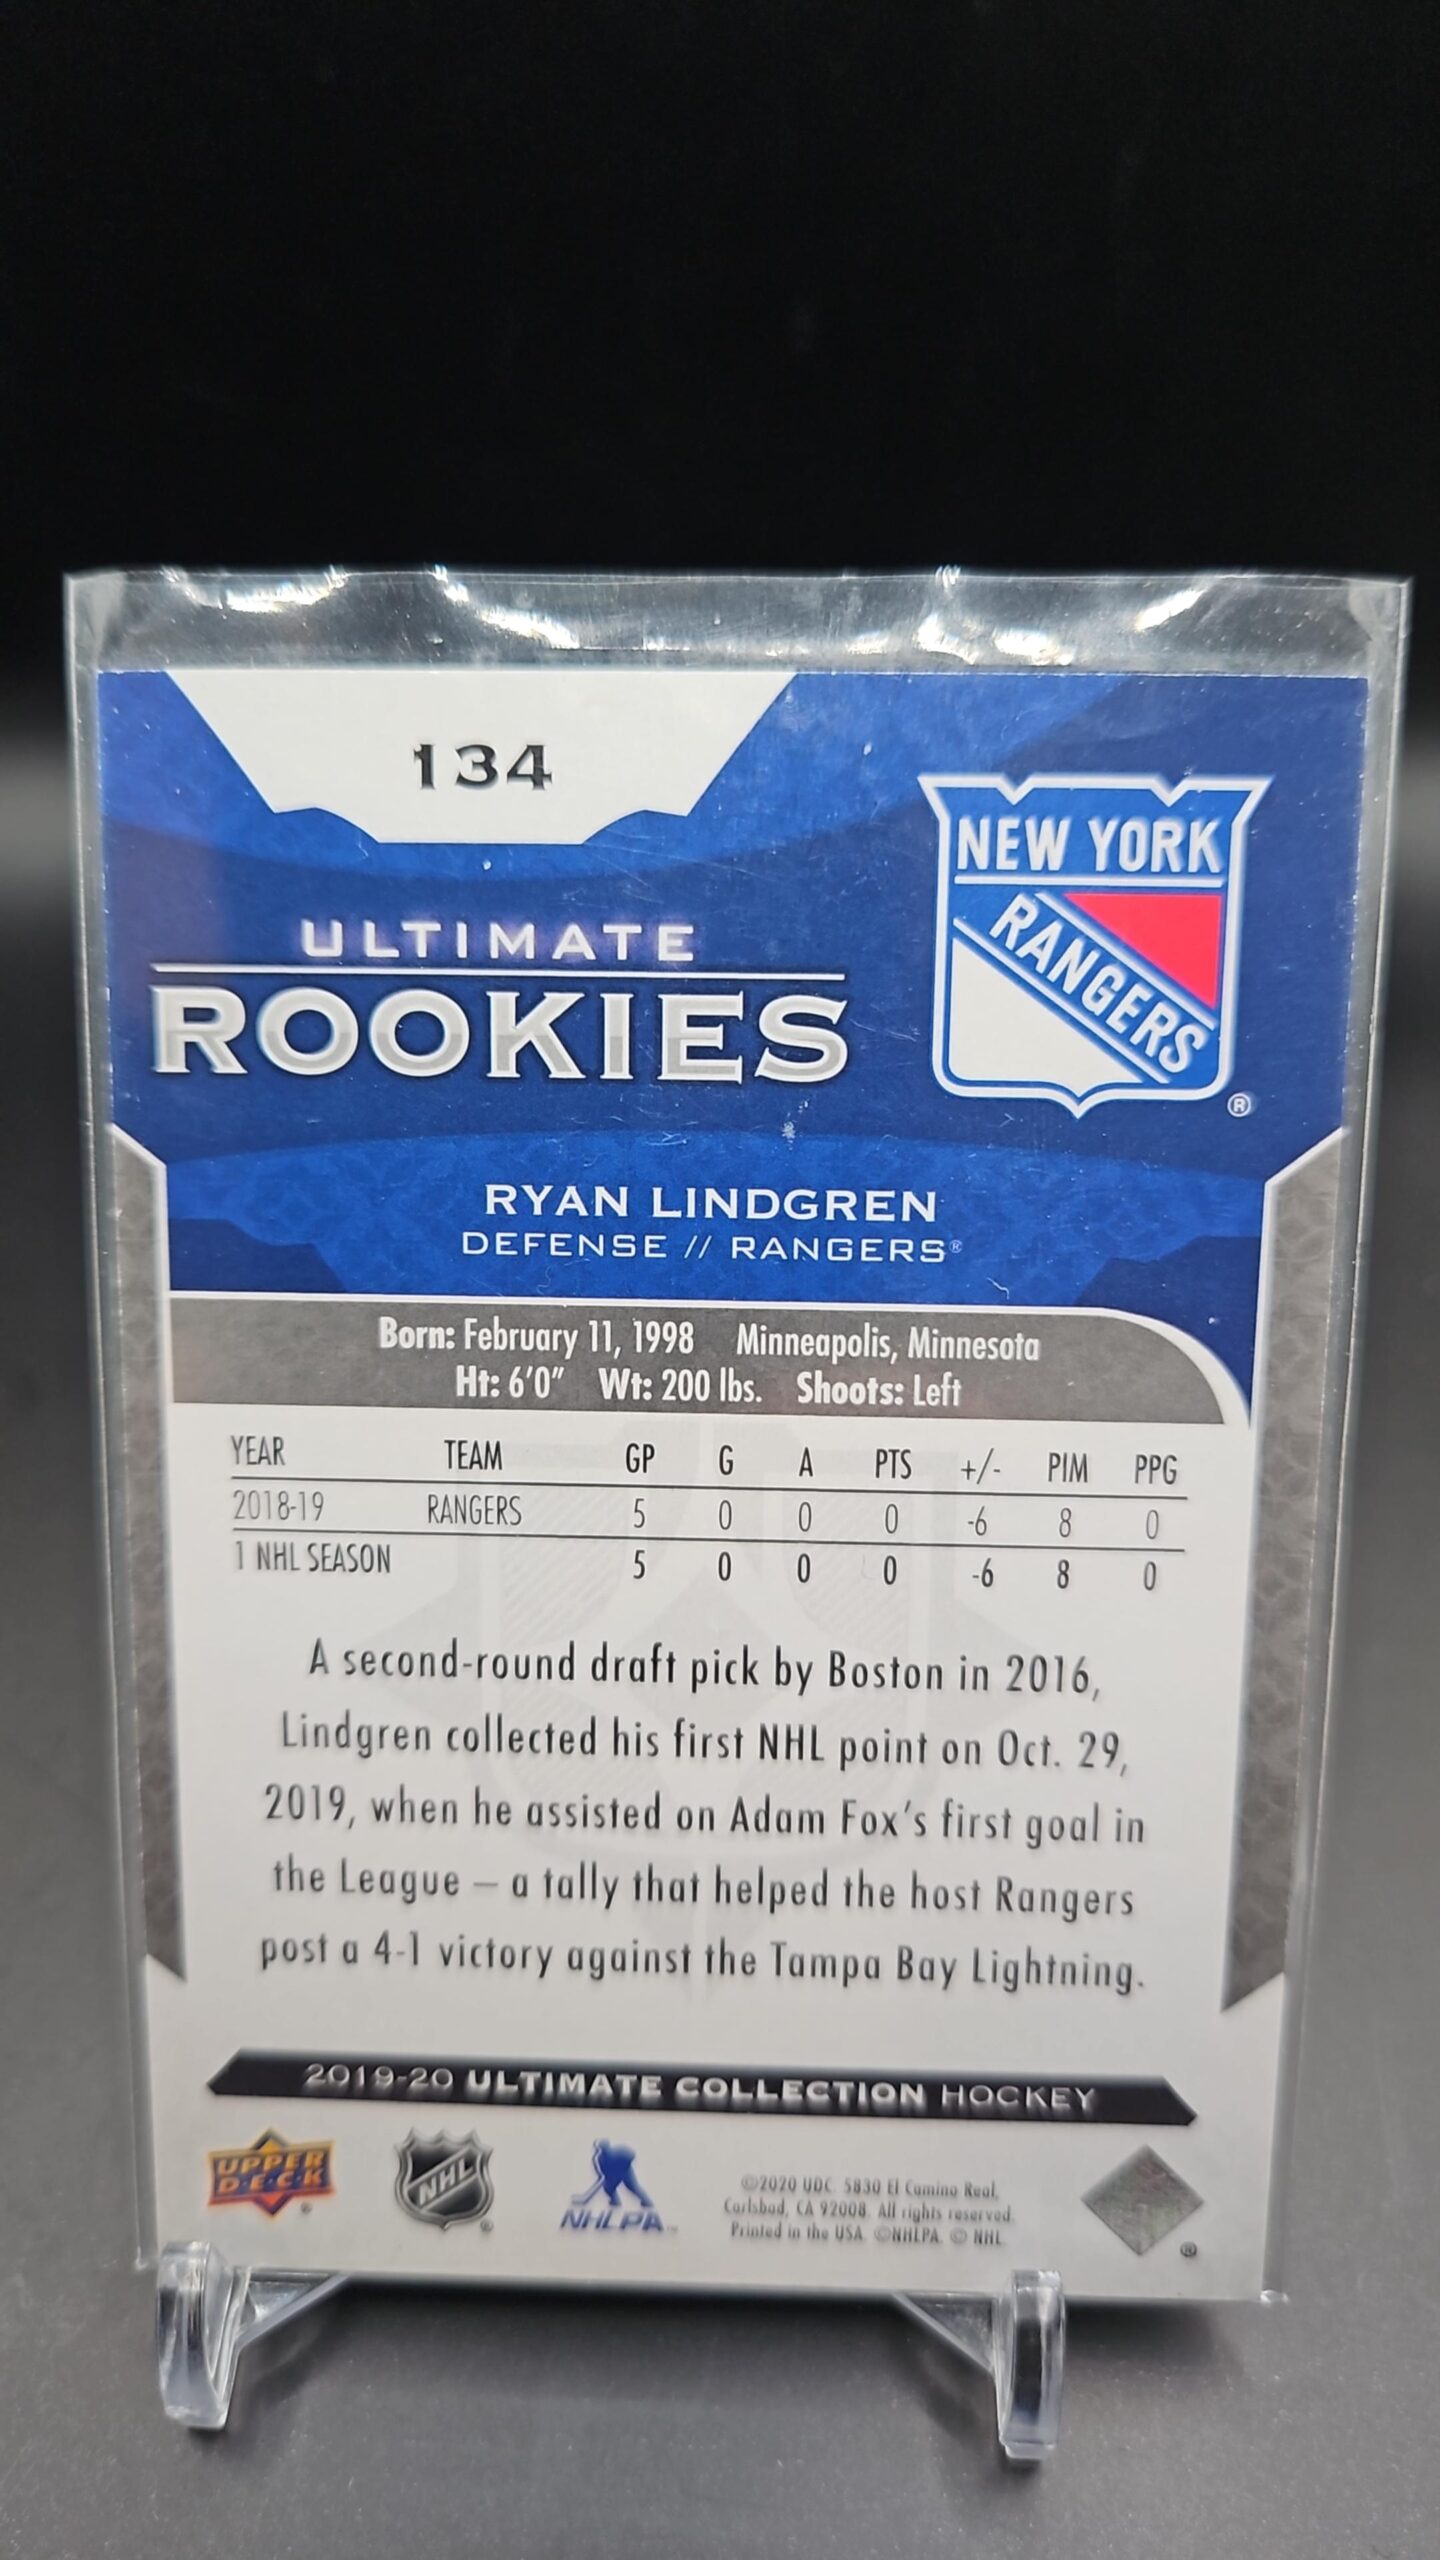 134
NEW YORK
RANGERS
®
ULTIMATE
ROOKIES
RYAN LINDGREN
DEFENSE // RANGERS®
Born: February 11, 1998 Minneapolis, Minnesota
Ht: 6'0" Wt: 200 lbs. Shoots: Left
YEAR TEAM GP G A PTS +/- PIM PPG
2018-19 RANGERS 5 0 0 0 -6 8 0
1 NHL SEASON 5 0 0 0 -6 8 0
A second-round draft pick by Boston in 2016,
Lindgren collected his first NHL point on Oct. 29,
2019, when he assisted on Adam Fox's first goal in
the League – a tally that helped the host Rangers
post a 4-1 victory against the Tampa Bay Lightning.
2019-20 ULTIMATE COLLECTION HOCKEY
UPPER
DECK
®
NHL
®
NHLPA™
©2020 UDC. 5830 El Camino Real,
Carlsbad, CA 92008. All rights reserved.
Printed in the USA. ©NHLPA. © NHL.
®